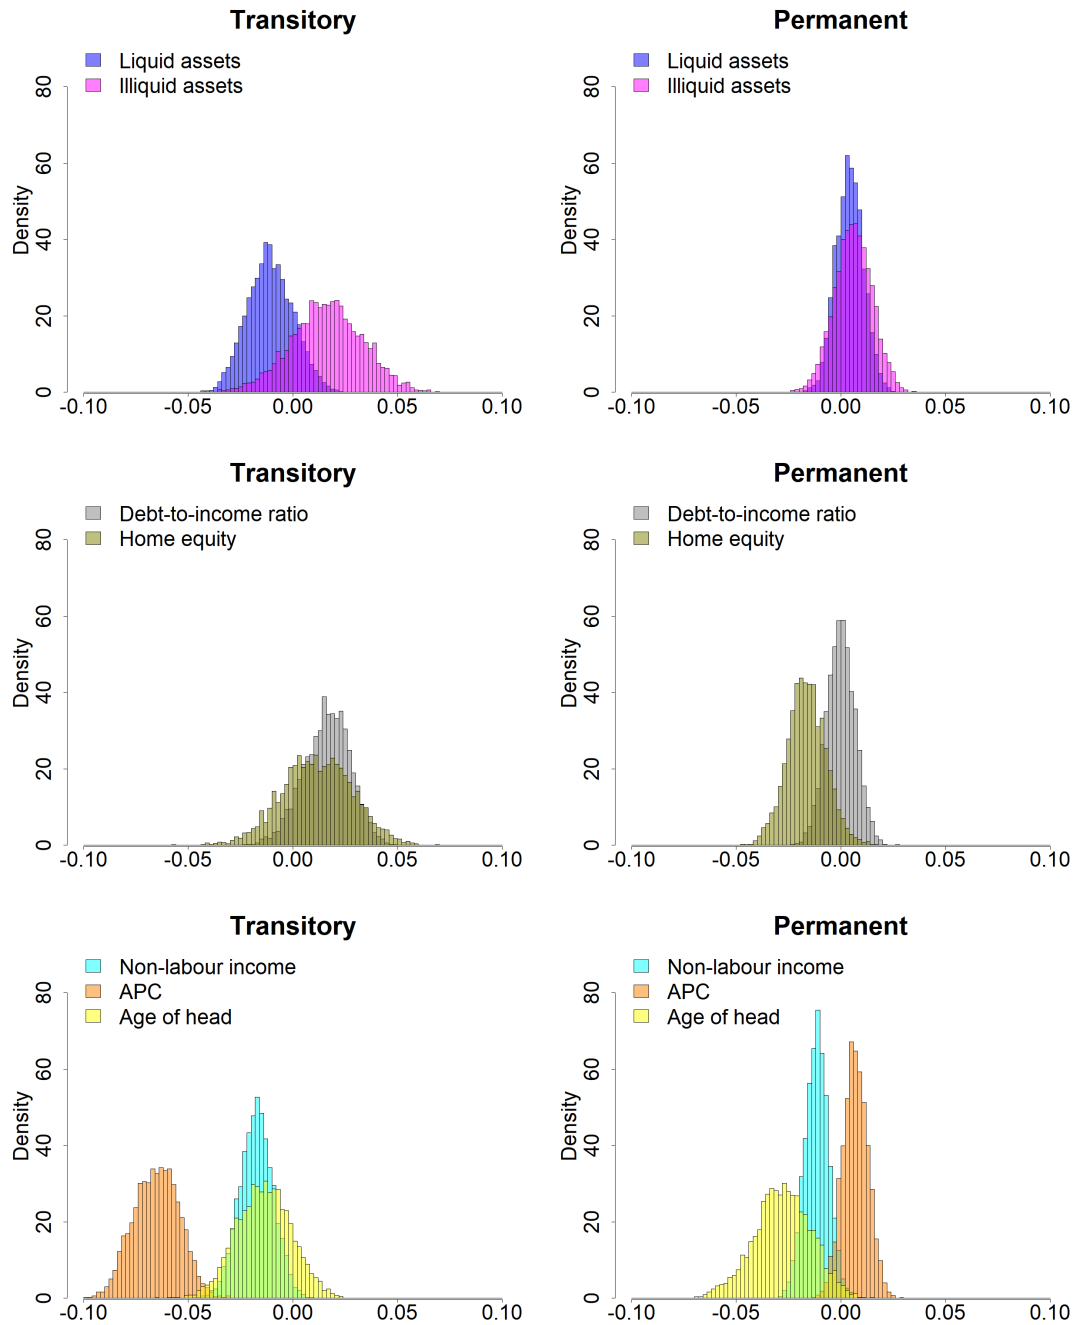 Transitory
Liquid assets
Illiquid assets
Density
80
60
40
20
0
-0.10 -0.05 0.00 0.05 0.10
Permanent
Liquid assets
Illiquid assets
Density
80
60
40
20
0
-0.10 -0.05 0.00 0.05 0.10
Transitory
Debt-to-income ratio
Home equity
Density
80
60
40
20
0
-0.10 -0.05 0.00 0.05 0.10
Permanent
Debt-to-income ratio
Home equity
Density
80
60
40
20
0
-0.10 -0.05 0.00 0.05 0.10
Transitory
Non-labour income
APC
Age of head
Density
80
60
40
20
0
-0.10 -0.05 0.00 0.05 0.10
Permanent
Non-labour income
APC
Age of head
Density
80
60
40
20
0
-0.10 -0.05 0.00 0.05 0.10